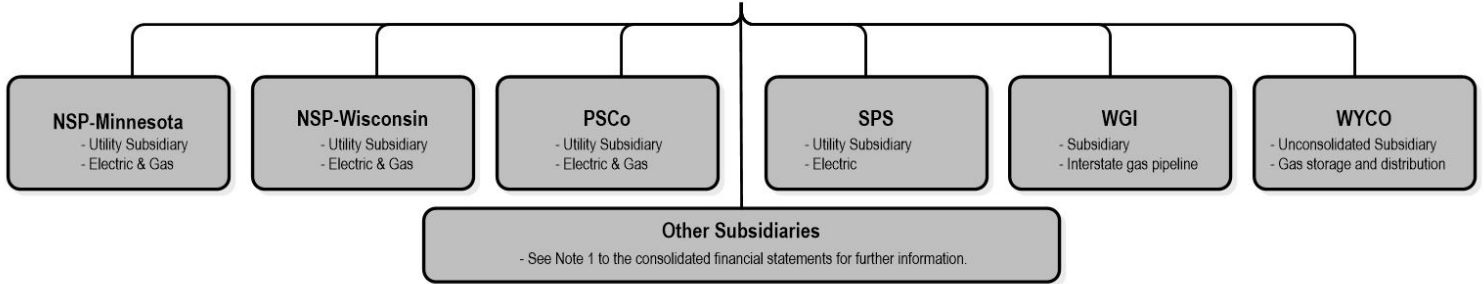 NSP-Minnesota
- Utility Subsidiary
- Electric & Gas
NSP-Wisconsin
- Utility Subsidiary
- Electric & Gas
PSCo
- Utility Subsidiary
- Electric & Gas
SPS
- Utility Subsidiary
- Electric
WGI
- Subsidiary
- Interstate gas pipeline
WYCO
- Unconsolidated Subsidiary
- Gas storage and distribution
Other Subsidiaries
- See Note 1 to the consolidated financial statements for further information.